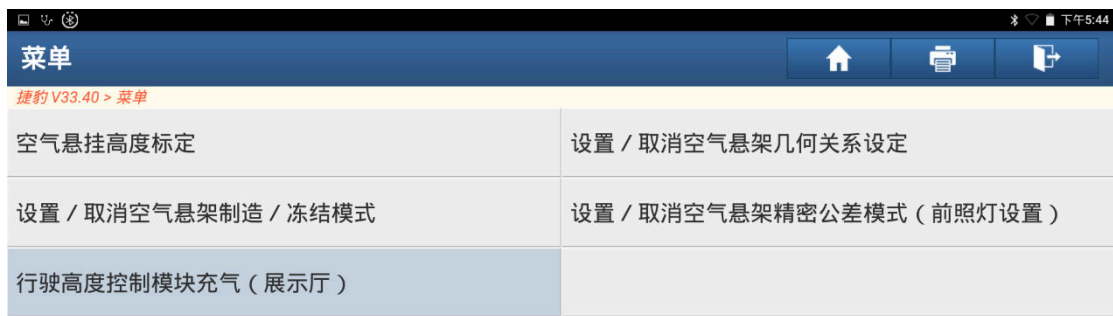 下午5:44
菜单
捷豹 V33.40 > 菜单
空气悬挂高度标定
设置 / 取消空气悬架几何关系设定
设置 / 取消空气悬架制造 / 冻结模式
设置 / 取消空气悬架精密公差模式 ( 前照灯设置 )
行驶高度控制模块充气 ( 展示厅 )